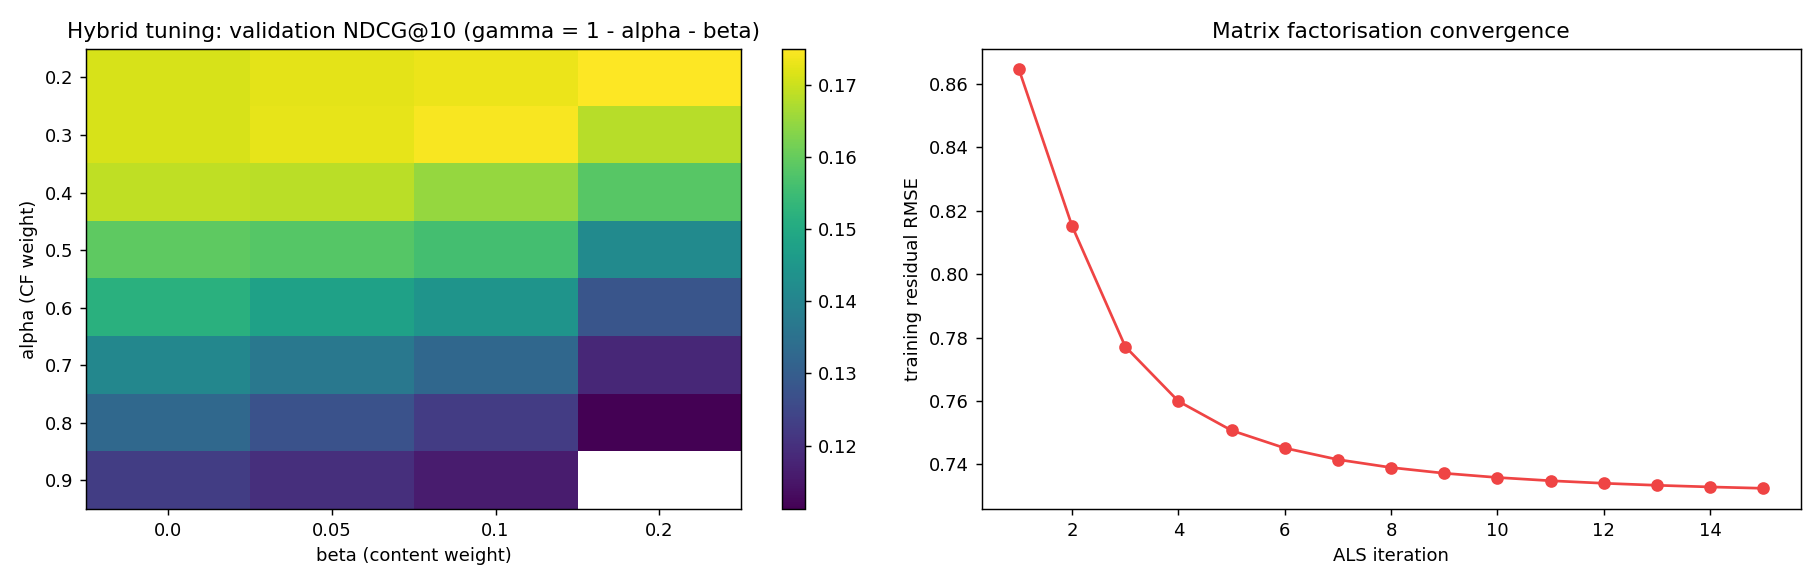 Hybrid tuning: validation NDCG@10 (gamma = 1 - alpha - beta)
alpha (CF weight)
0.2
0.3
0.4
0.5
0.6
0.7
0.8
0.9
0.0 0.05 0.1 0.2
beta (content weight)
0.17
0.16
0.15
0.14
0.13
0.12
Matrix factorisation convergence
training residual RMSE
0.86
0.84
0.82
0.80
0.78
0.76
0.74
2 4 6 8 10 12 14
ALS iteration